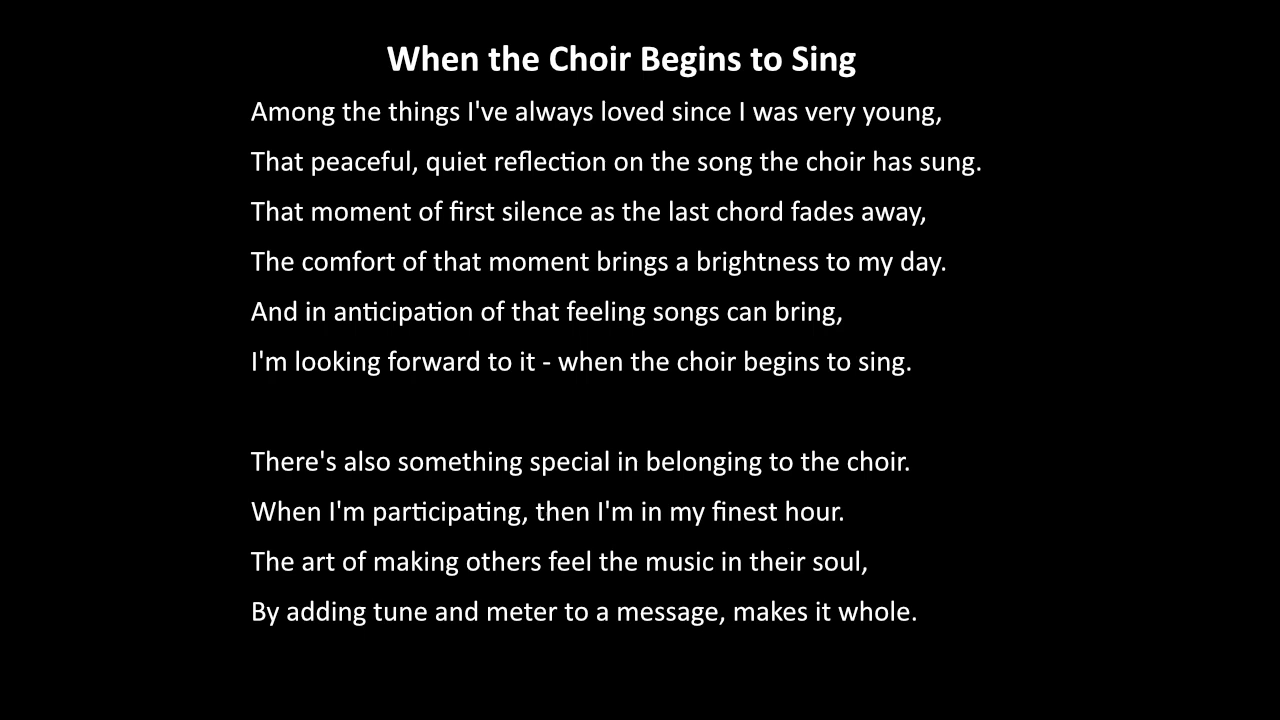 When the Choir Begins to Sing
Among the things I've always loved since I was very young,
That peaceful, quiet reflection on the song the choir has sung.
That moment of first silence as the last chord fades away,
The comfort of that moment brings a brightness to my day.
And in anticipation of that feeling songs can bring,
I'm looking forward to it - when the choir begins to sing.
There's also something special in belonging to the choir.
When I'm participating, then I'm in my finest hour.
The art of making others feel the music in their soul,
By adding tune and meter to a message, makes it whole.